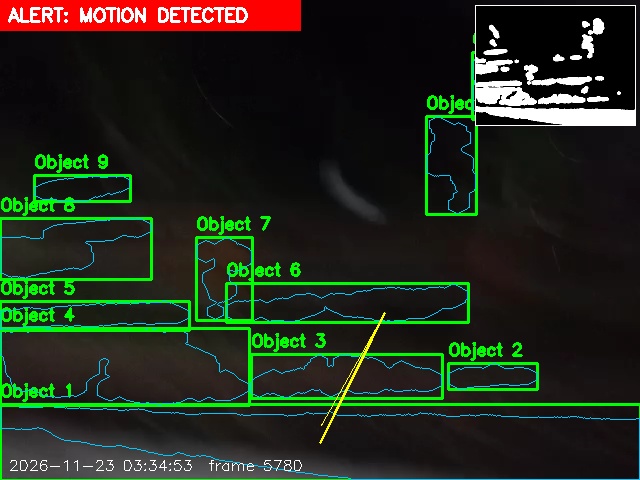 ALERT: MOTION DETECTED
Objec
Object 9
Object 8
Object 7
Object 6
Object 5
Object 4
Object 3
Object 2
Object 1
2026-11-23 03:34:53 frame 5780